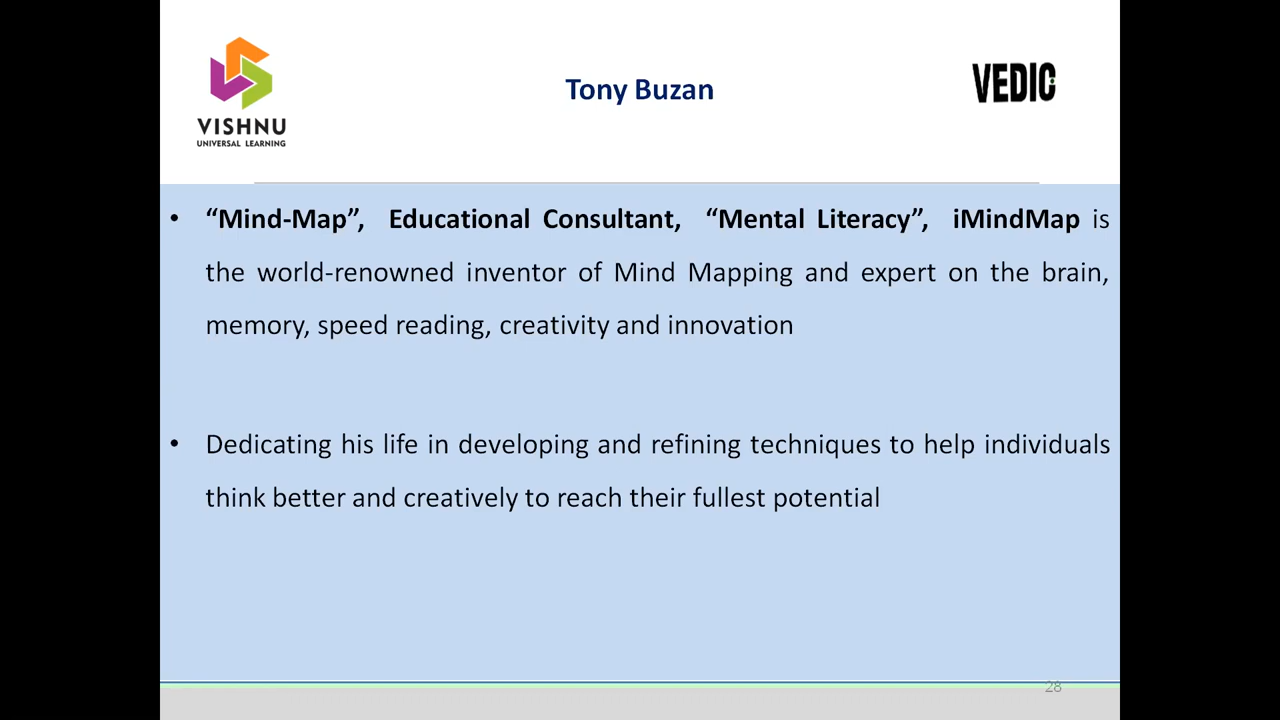 VISHNU
UNIVERSAL LEARNING
Tony Buzan
VEDIC
• “Mind-Map”, Educational Consultant, “Mental Literacy”, iMindMap is
the world-renowned inventor of Mind Mapping and expert on the brain,
memory, speed reading, creativity and innovation
• Dedicating his life in developing and refining techniques to help individuals
think better and creatively to reach their fullest potential
28